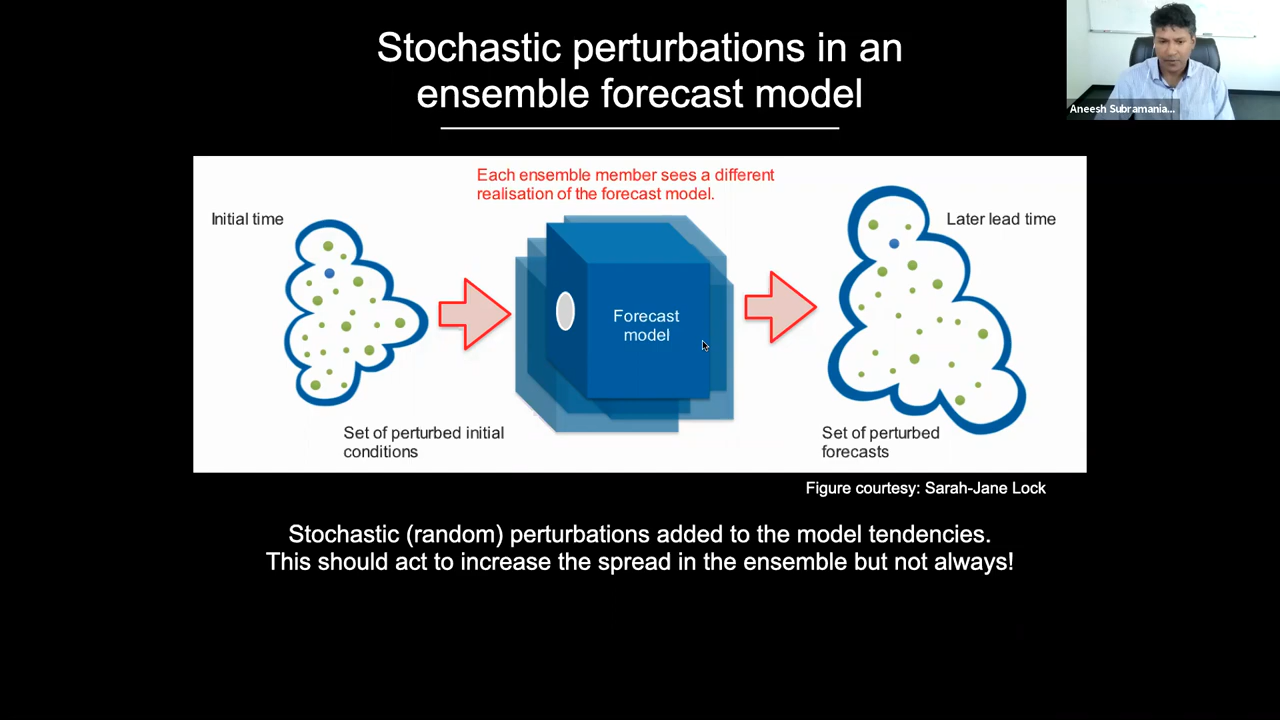 Stochastic perturbations in an
ensemble forecast model
Aneesh Subramania...
Each ensemble member sees a different
realisation of the forecast model.
Initial time
Later lead time
Forecast
model
Set of perturbed initial
conditions
Set of perturbed
forecasts
Figure courtesy: Sarah-Jane Lock
Stochastic (random) perturbations added to the model tendencies.
This should act to increase the spread in the ensemble but not always!